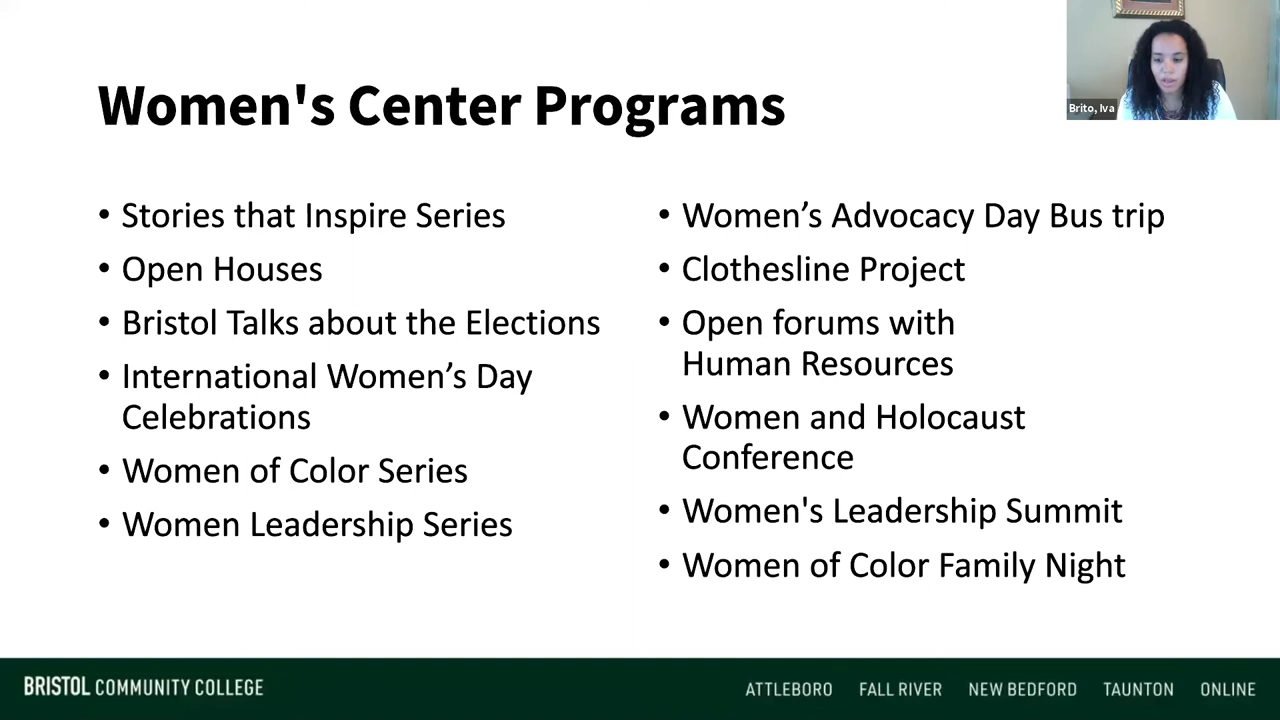 Women's Center Programs
Brito, Iva
• Stories that Inspire Series
• Open Houses
• Bristol Talks about the Elections
• International Women’s Day
Celebrations
• Women of Color Series
• Women Leadership Series
• Women’s Advocacy Day Bus trip
• Clothesline Project
• Open forums with
Human Resources
• Women and Holocaust
Conference
• Women's Leadership Summit
• Women of Color Family Night
BRISTOL COMMUNITY COLLEGE
ATTLEBORO FALL RIVER NEW BEDFORD TAUNTON ONLINE